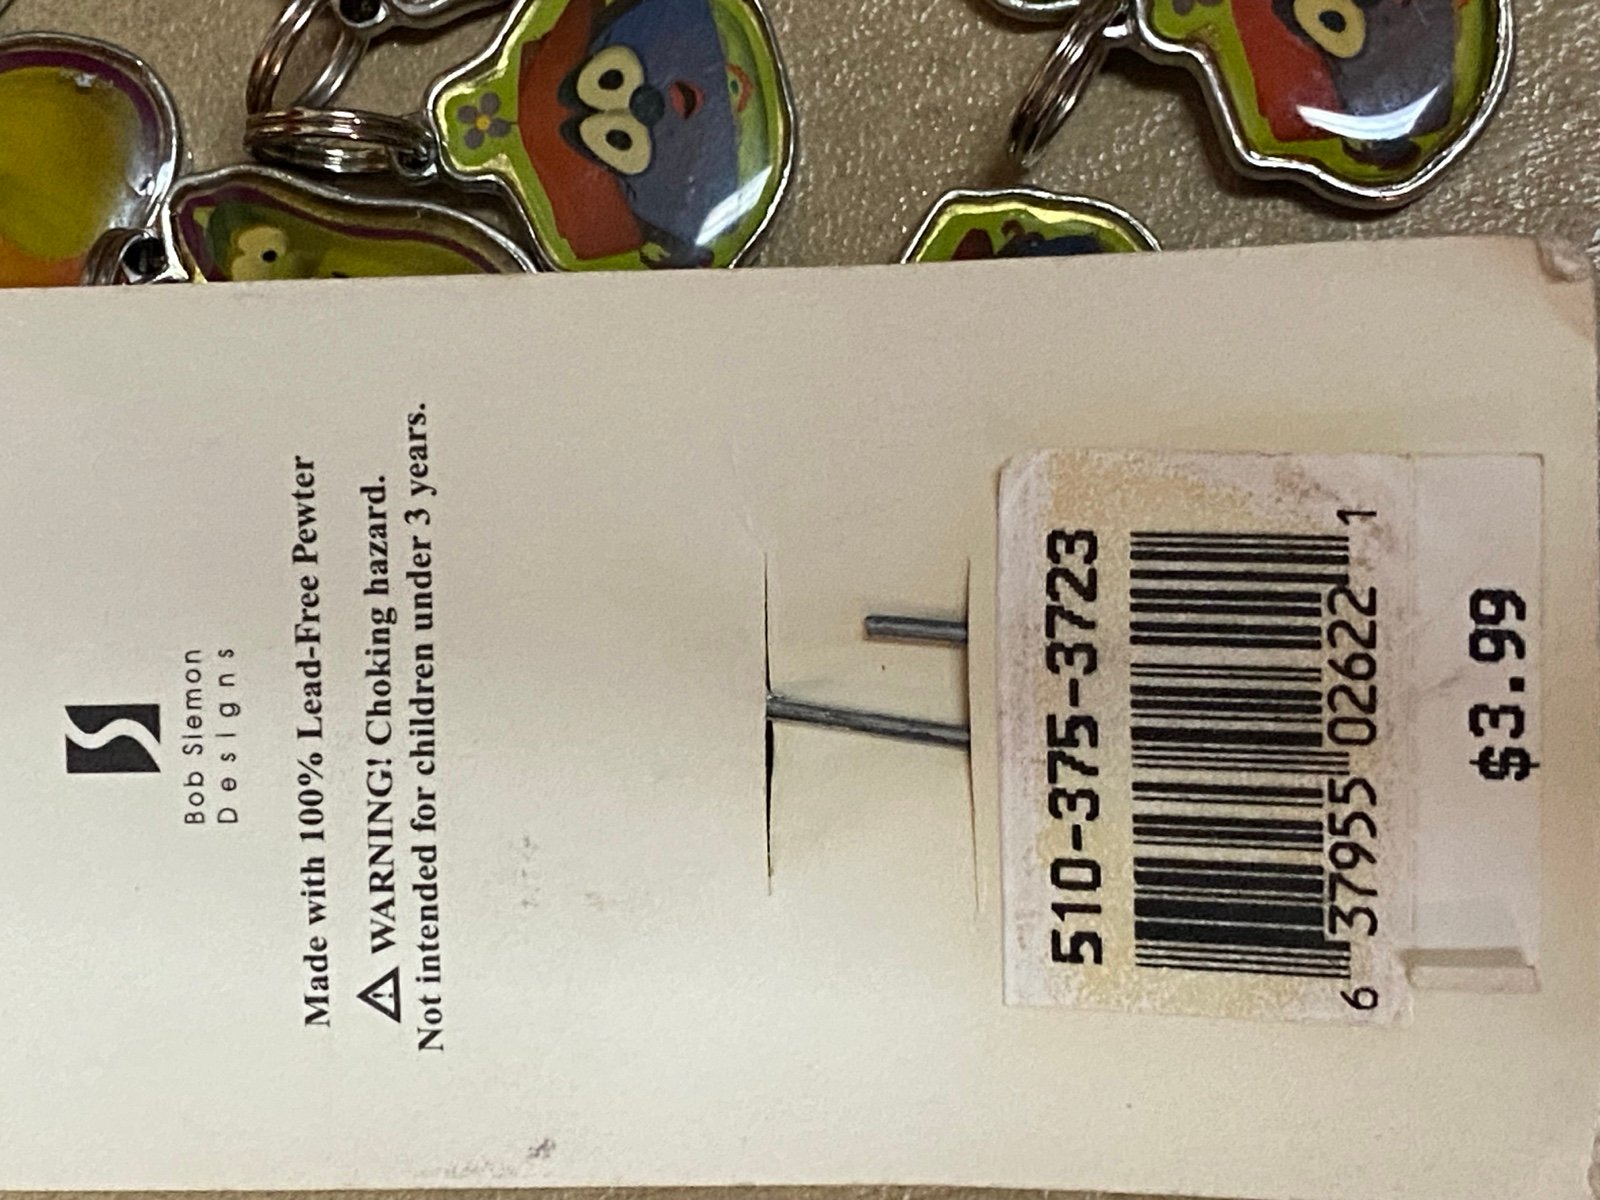 Bob Siemon
Designs
Made with 100% Lead-Free Pewter
⚠ WARNING! Choking hazard.
Not intended for children under 3 years.
510-375-3723
6 37955 02622 1
$3.99